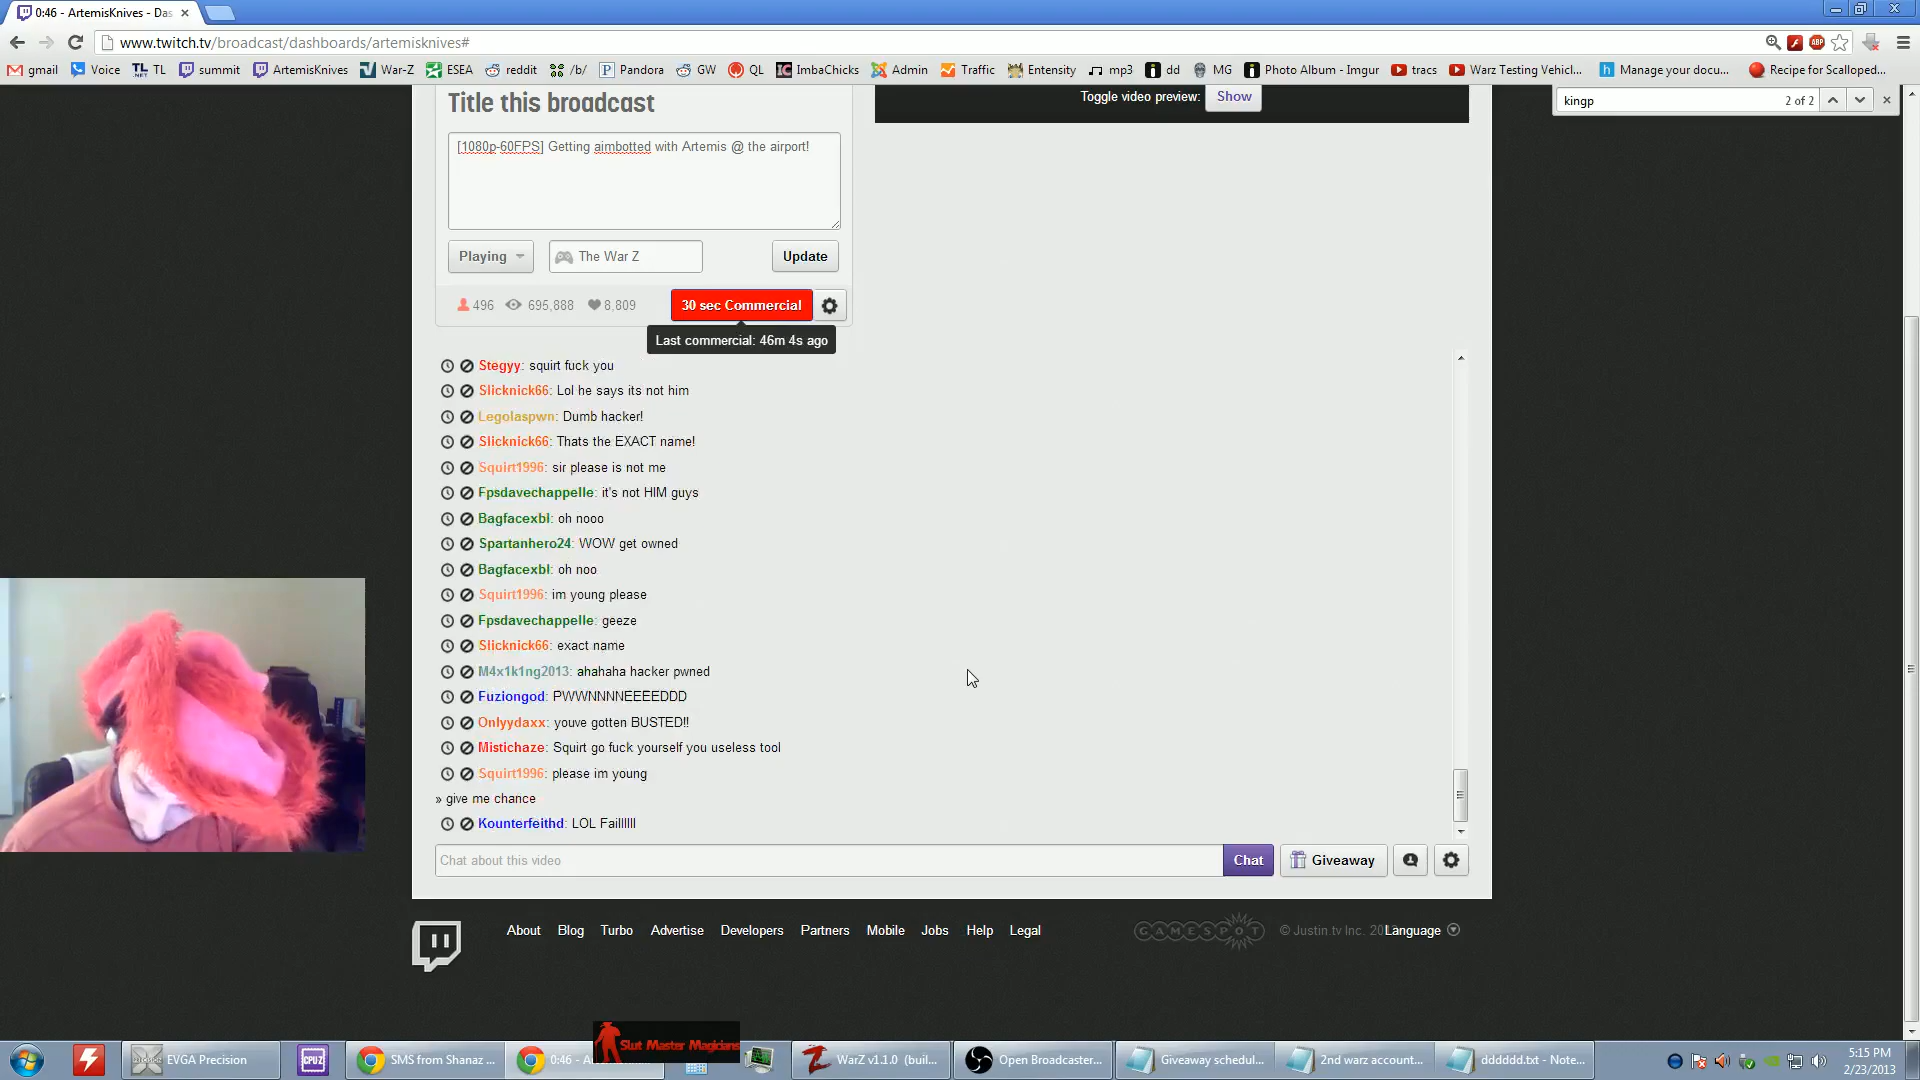 0:46 - ArtemisKnives - Das
www.twitch.tv/broadcast/dashboards/artemisknives#
gmail Voice TL summit ArtemisKnives War-Z ESEA reddit /b/ Pandora GW QL ImbaChicks Admin Traffic Entensity mp3 dd MG Photo Album - Imgur tracs Warz Testing Vehicl... Manage your docu... Recipe for Scalloped...
kingp 2 of 2
Title this broadcast
Toggle video preview: Show
[1080p-60FPS] Getting aimbotted with Artemis @ the airport!
Playing The War Z Update
496 695,888 8,809 30 sec Commercial
Last commercial: 46m 4s ago
Stegyy: squirt fuck you
Slicknick66: Lol he says its not him
Legolaspwn: Dumb hacker!
Slicknick66: Thats the EXACT name!
Squirt1996: sir please is not me
Fpsdavechappelle: it's not HIM guys
Bagfacexbl: oh nooo
Spartanhero24: WOW get owned
Bagfacexbl: oh noo
Squirt1996: im young please
Fpsdavechappelle: geeze
Slicknick66: exact name
M4x1k1ng2013: ahahaha hacker pwned
Fuziongod: PWWNNNNEEEEDDD
Onlyydaxx: youve gotten BUSTED!!
Mistichaze: Squirt go fuck yourself you useless tool
Squirt1996: please im young
» give me chance
Kounterfeithd: LOL Faillllll
Chat about this video Chat Giveaway
About Blog Turbo Advertise Developers Partners Mobile Jobs Help Legal GAMESPOT © Justin.tv Inc. Language
Slut Master Magicians
EVGA Precision CPUZ SMS from Shanaz ... 0:46 - A WarZ v1.1.0 (buil... Open Broadcaster... Giveaway schedul... 2nd warz account... dddddd.txt - Note...
5:15 PM
2/23/2013